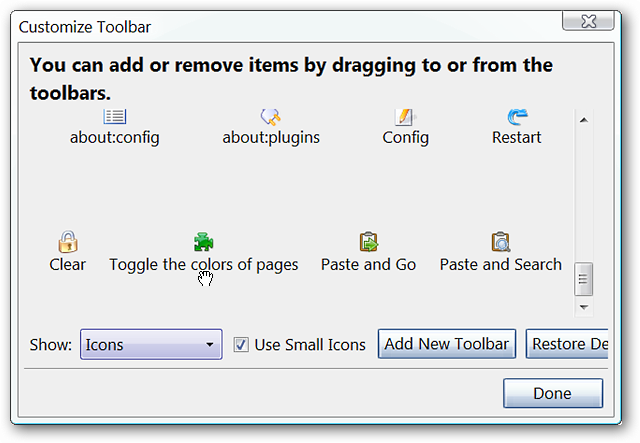 Customize Toolbar
You can add or remove items by dragging to or from the
toolbars.
about:config about:plugins Config Restart
Clear Toggle the colors of pages Paste and Go Paste and Search
Show: Icons Use Small Icons Add New Toolbar Restore De
Done